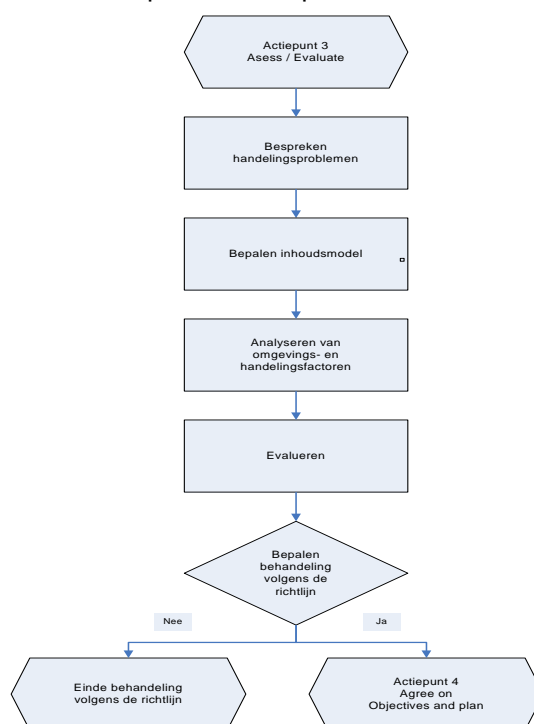 Actiepunt 3
Asess / Evaluate
Bespreken
handelingsproblemen
Bepalen inhoudsmodel
Analyseren van
omgevings- en
handelingsfactoren
Evalueren
Bepalen
behandeling
volgens de
richtlijn
Nee
Ja
Einde behandeling
volgens de richtlijn
Actiepunt 4
Agree on
Objectives and plan